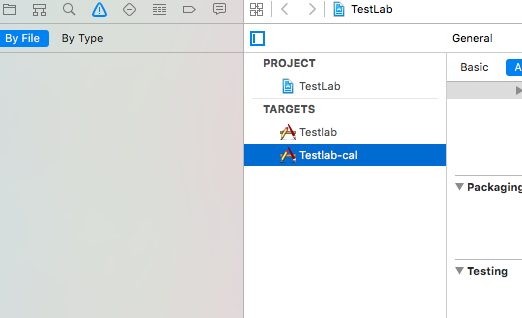 TestLab
By File By Type
General
PROJECT
Basic
TestLab
TARGETS
Testlab
Testlab-cal
Packaging
Testing